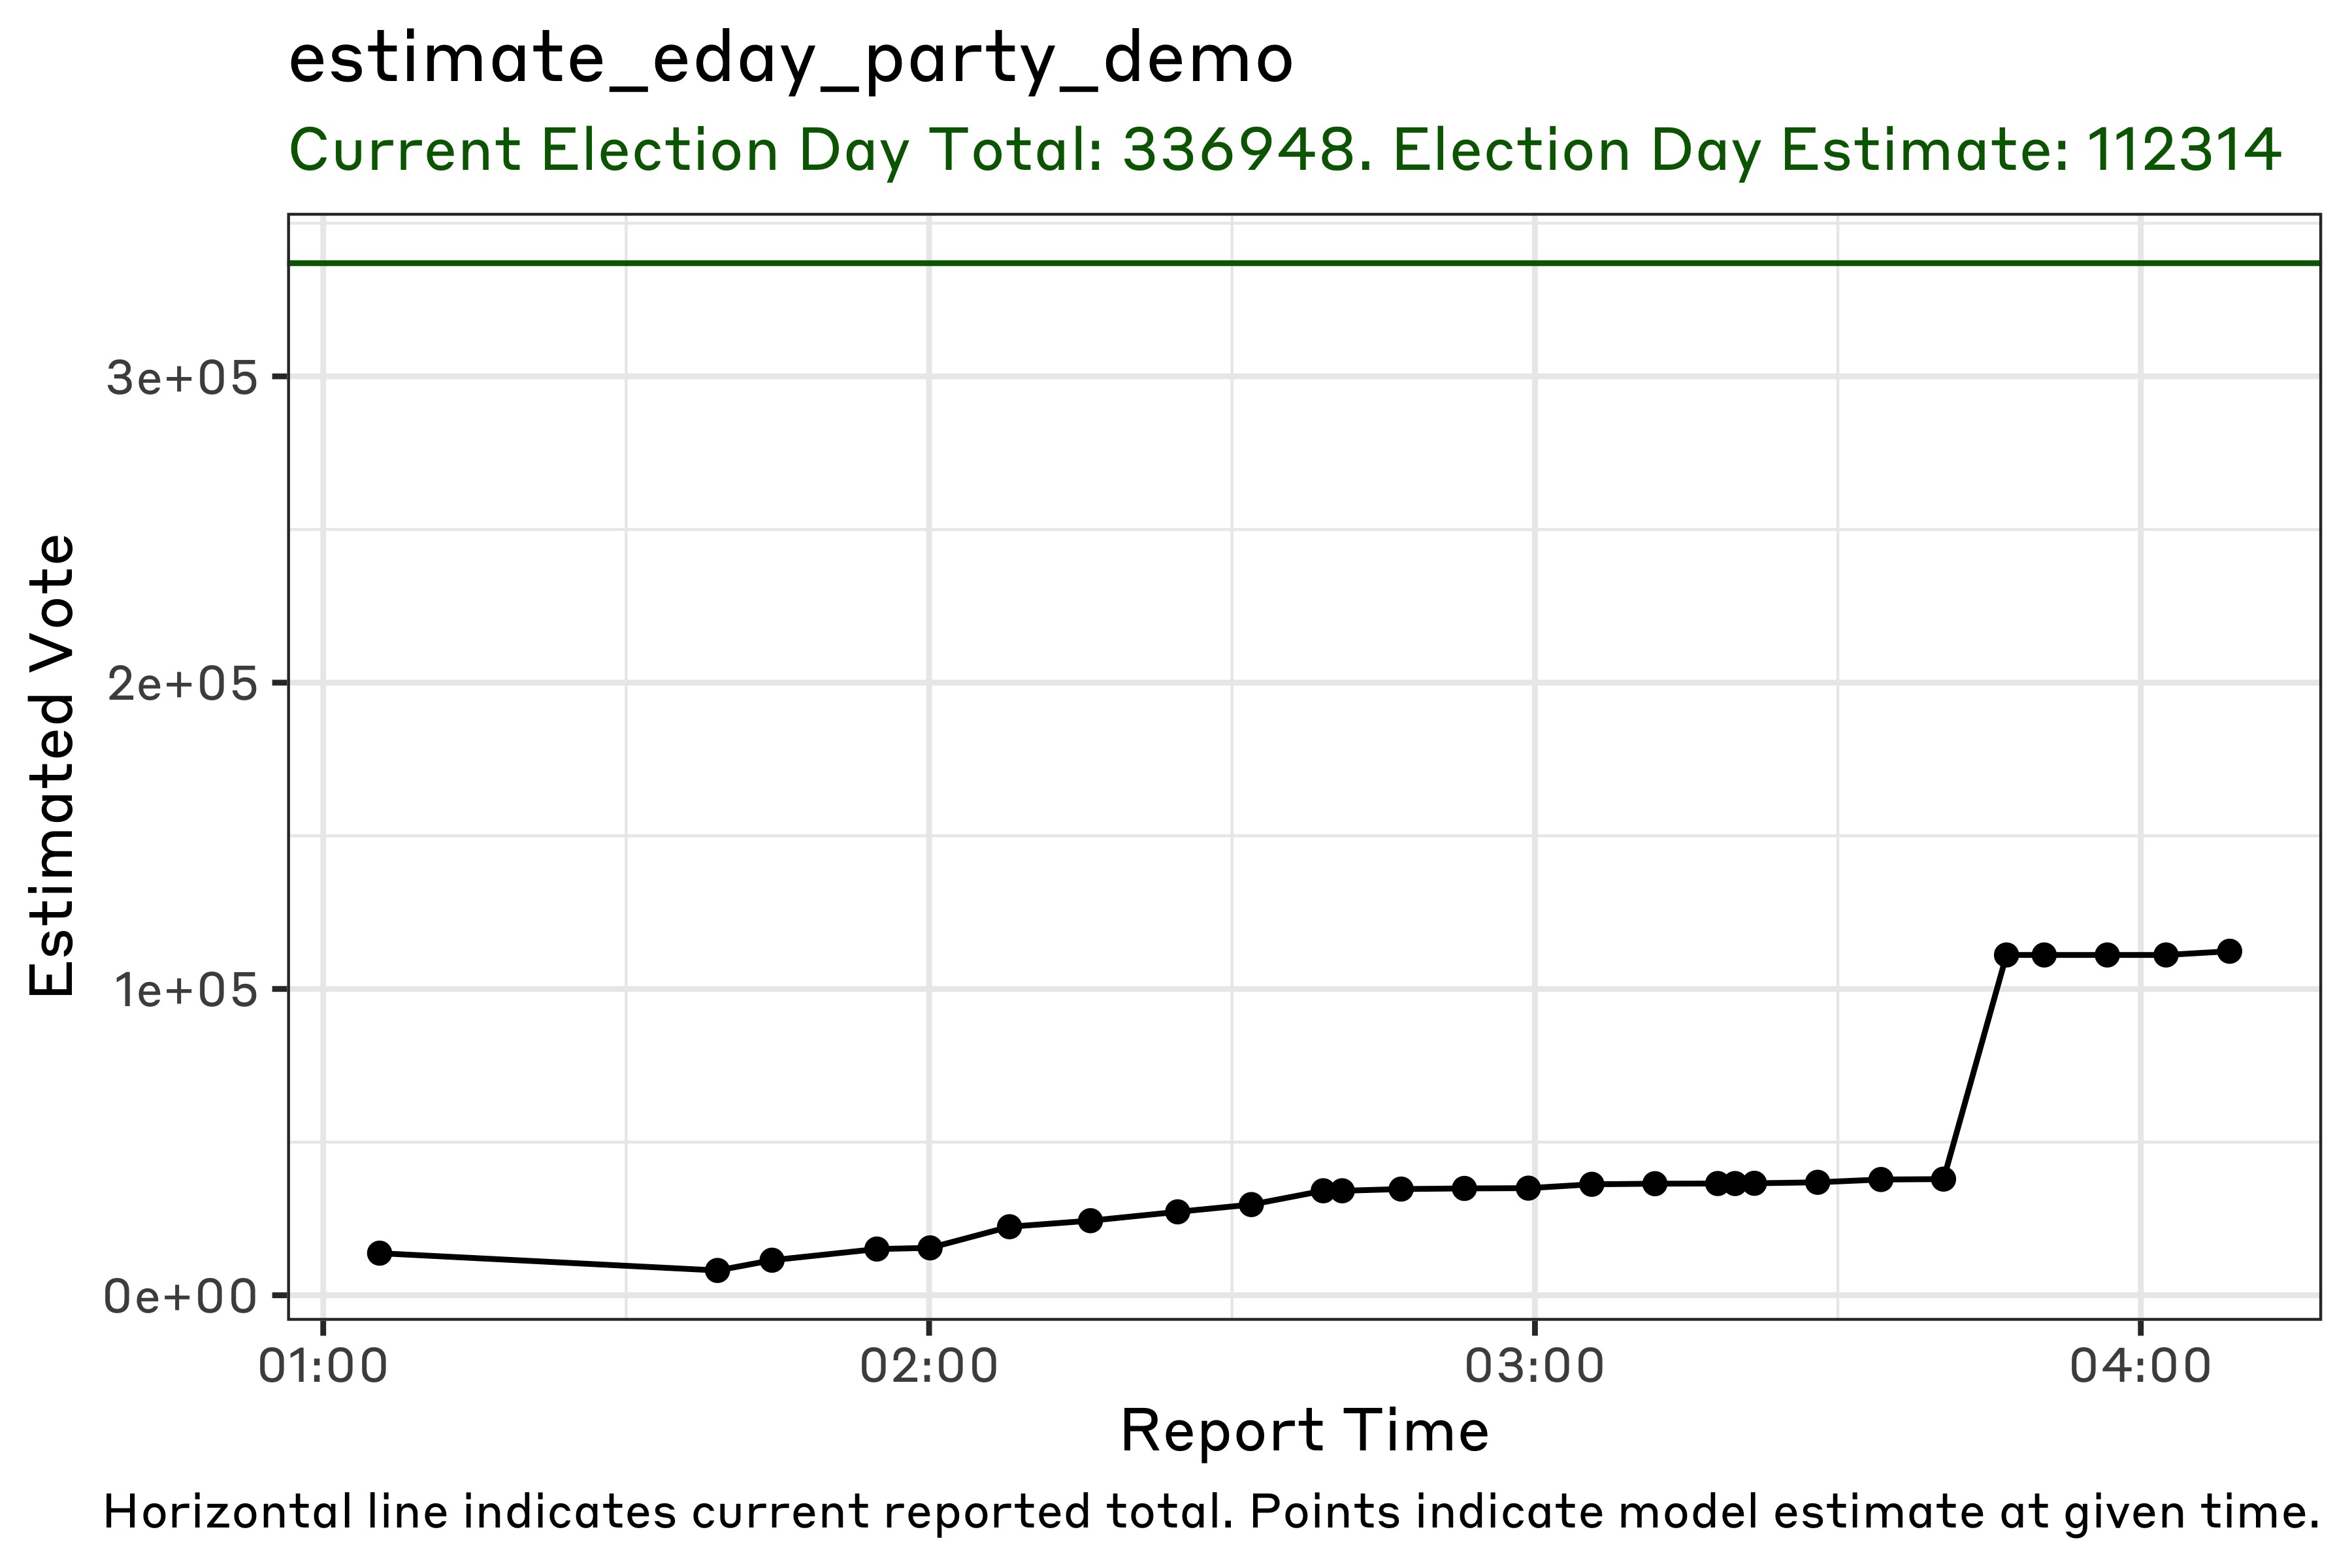 estimate_eday_party_demo
Current Election Day Total: 336948. Election Day Estimate: 112314
Estimated Vote
3e+05
2e+05
1e+05
0e+00
01:00 02:00 03:00 04:00
Report Time
Horizontal line indicates current reported total. Points indicate model estimate at given time.